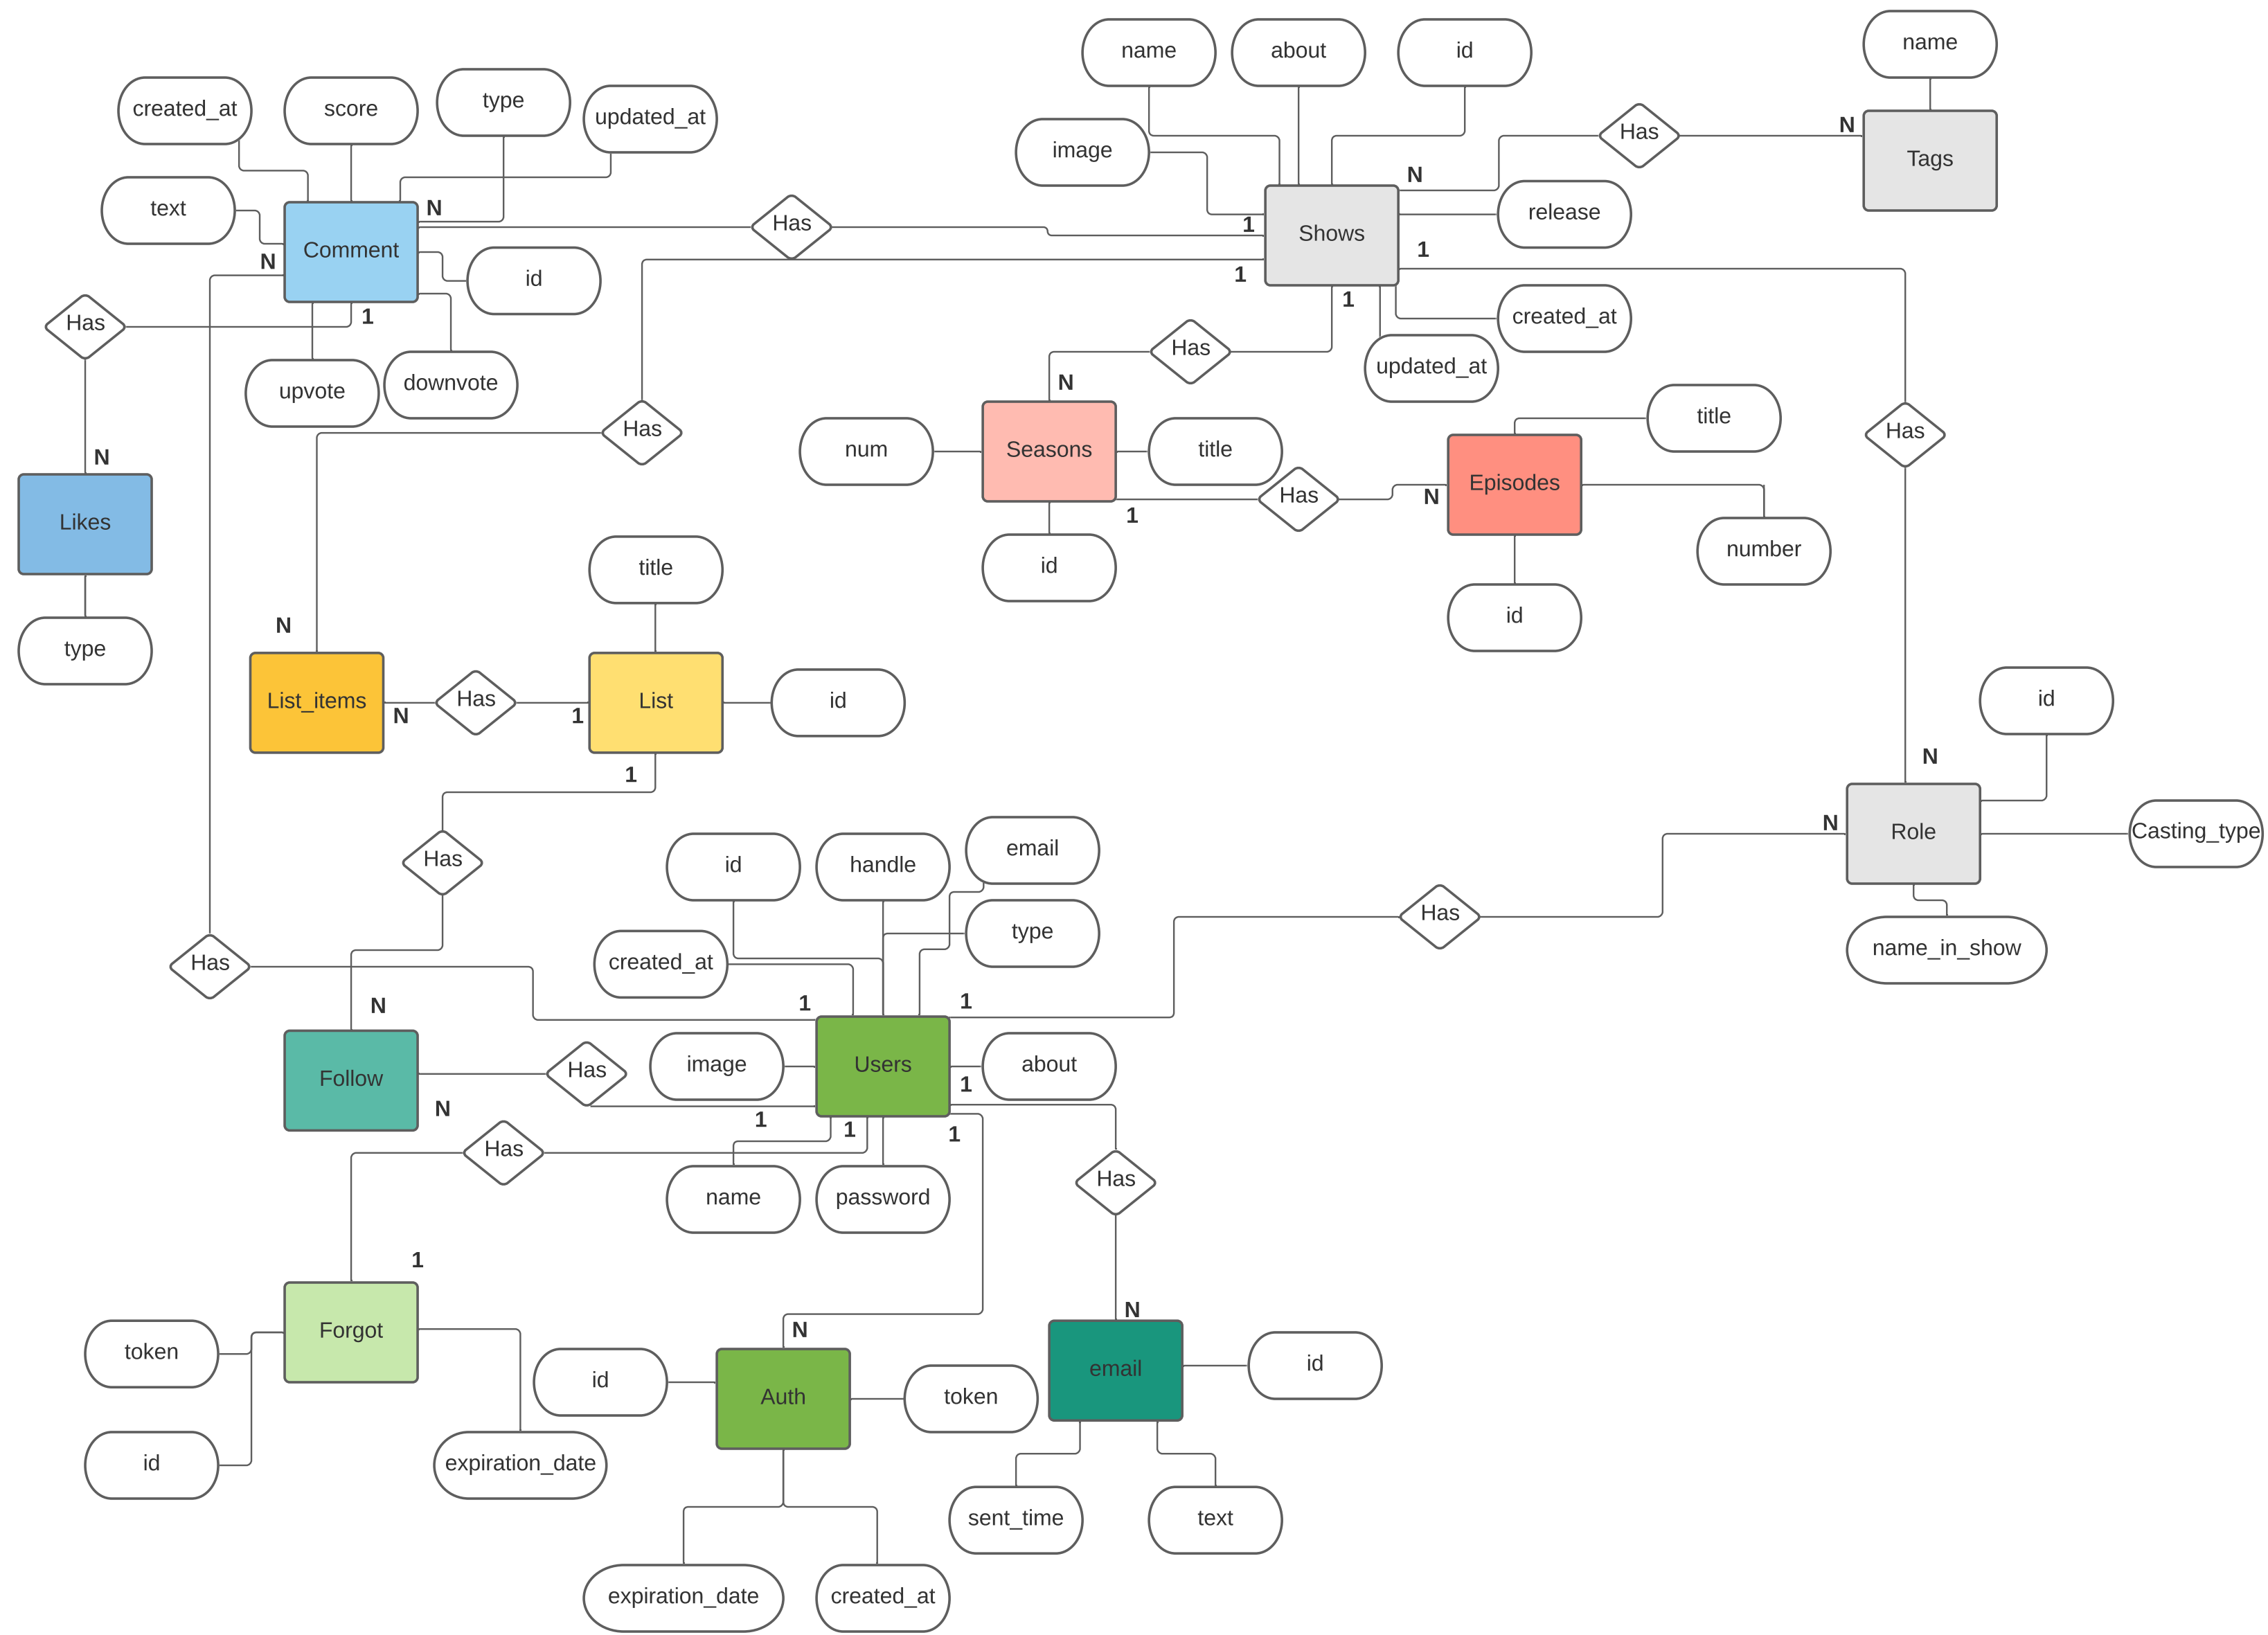 name
name
about
id
type
created_at
score
updated_at
Has
N
image
Tags
N
text
N
release
Has
1
Shows
Comment
1
N
1
id
created_at
1
1
Has
Has
updated_at
upvote
downvote
N
title
Has
Has
num
Seasons
title
N
Episodes
Has
N
1
Likes
number
title
id
id
N
type
id
List_items
Has
List
id
N
1
N
1
N
Role
Casting_type
email
Has
id
handle
Has
type
name_in_show
Has
created_at
N
1
1
Follow
Has
image
Users
about
1
N
1
1
1
Has
Has
name
password
1
N
Forgot
N
token
email
id
id
Auth
token
id
expiration_date
sent_time
text
expiration_date
created_at